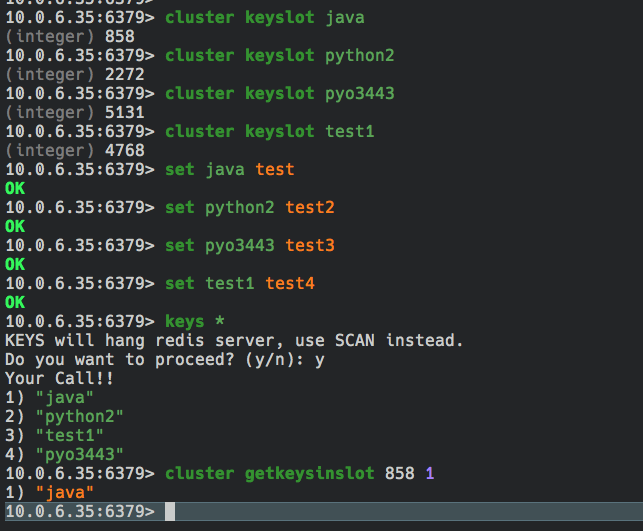 10.0.6.35:6379>
10.0.6.35:6379> cluster keyslot java
(integer) 858
10.0.6.35:6379> cluster keyslot python2
(integer) 2272
10.0.6.35:6379> cluster keyslot pyo3443
(integer) 5131
10.0.6.35:6379> cluster keyslot test1
(integer) 4768
10.0.6.35:6379> set java test
OK
10.0.6.35:6379> set python2 test2
OK
10.0.6.35:6379> set pyo3443 test3
OK
10.0.6.35:6379> set test1 test4
OK
10.0.6.35:6379> keys *
KEYS will hang redis server, use SCAN instead.
Do you want to proceed? (y/n): y
Your Call!!
1) "java"
2) "python2"
3) "test1"
4) "pyo3443"
10.0.6.35:6379> cluster getkeysinslot 858 1
1) "java"
10.0.6.35:6379>